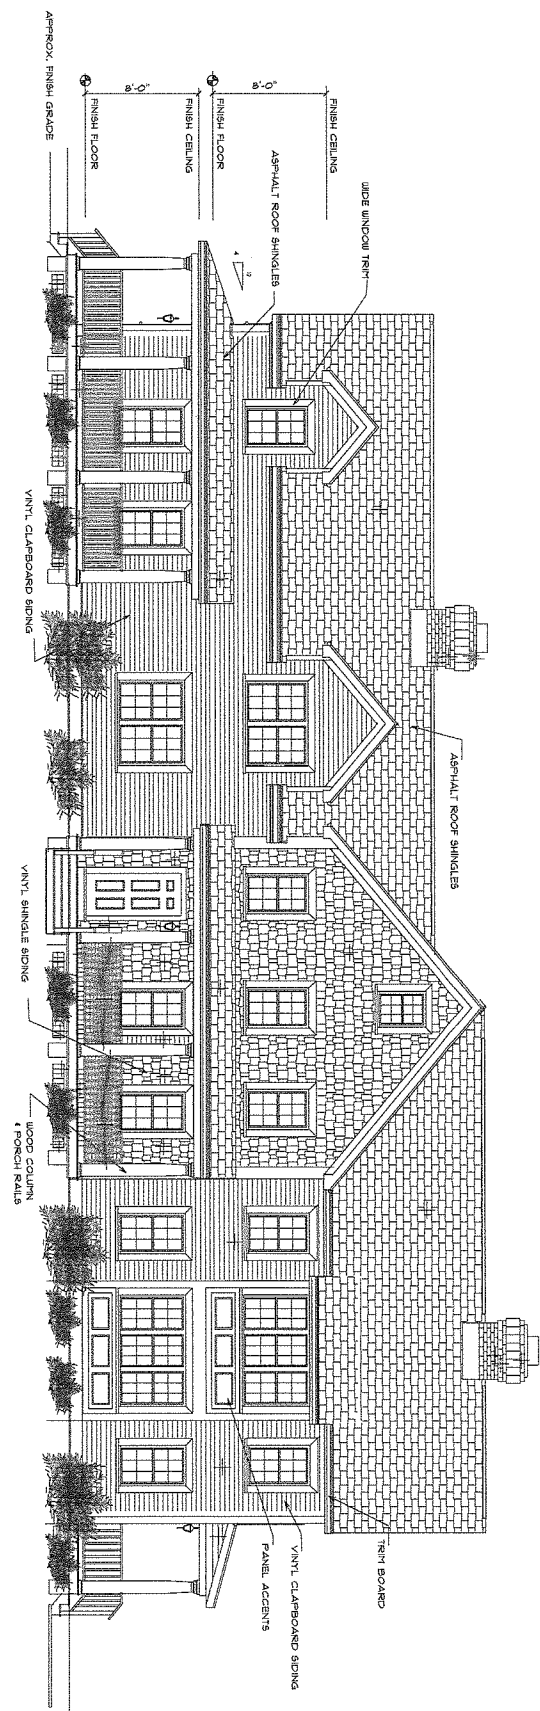 APPROX. FINISH GRADE
8'-0"
8'-0"
FINISH FLOOR
FINISH CEILING
FINISH FLOOR
FINISH CEILING
ASPHALT ROOF SHINGLES
WIDE WINDOW TRIM
4
12
VINYL CLAPBOARD SIDING
ASPHALT ROOF SHINGLES
VINYL SHINGLE SIDING
WOOD COLUMN
& PORCH RAILS
TRIM BOARD
VINYL CLAPBOARD SIDING
PANEL ACCENTS